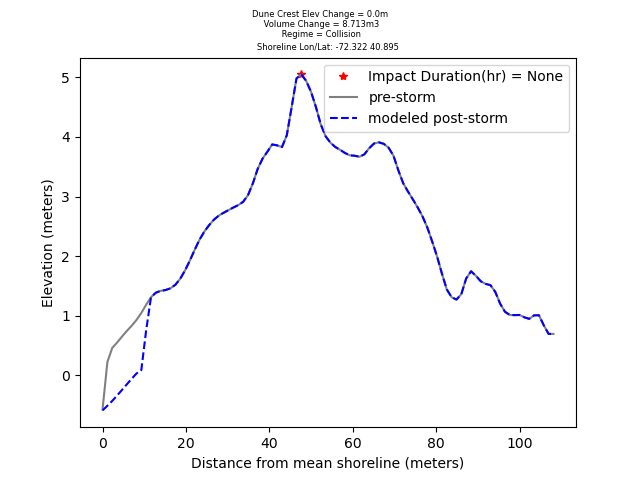 Dune Crest Elev Change = 0.0m
Volume Change = 8.713m3
Regime = Collision
Shoreline Lon/Lat: -72.322 40.895
Impact Duration(hr) = None
pre-storm
modeled post-storm
Elevation (meters)
5
4
3
2
1
0
0 20 40 60 80 100
Distance from mean shoreline (meters)